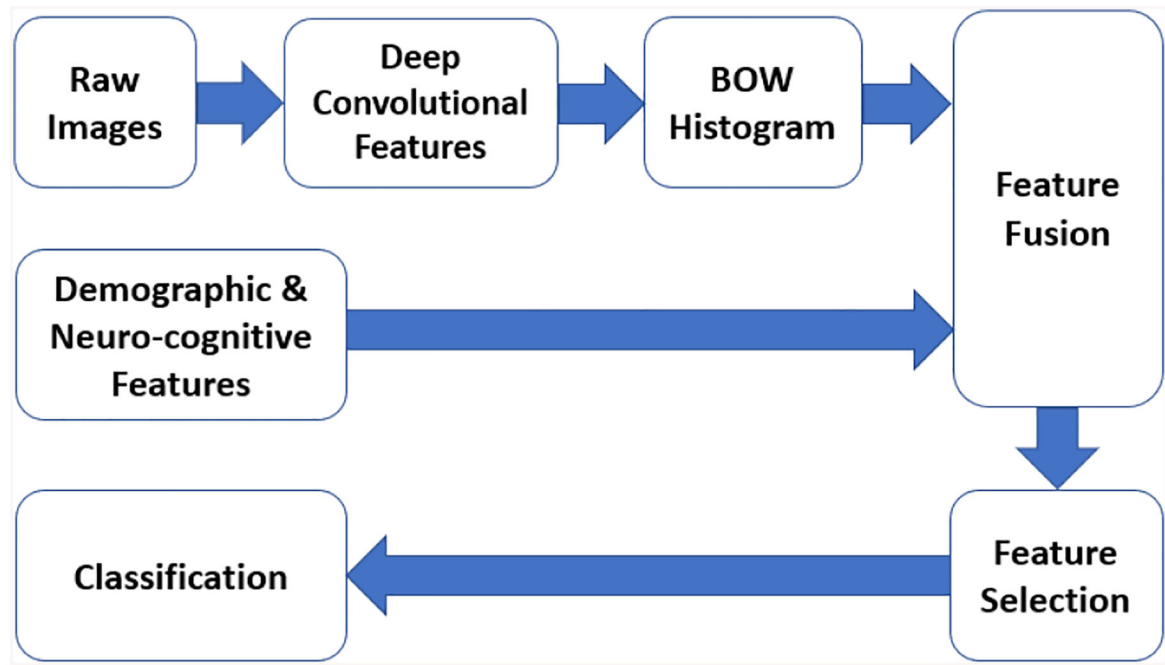 Raw
Images
Deep
Convolutional
Features
BOW
Histogram
Feature
Fusion
Demographic &
Neuro-cognitive
Features
Classification
Feature
Selection